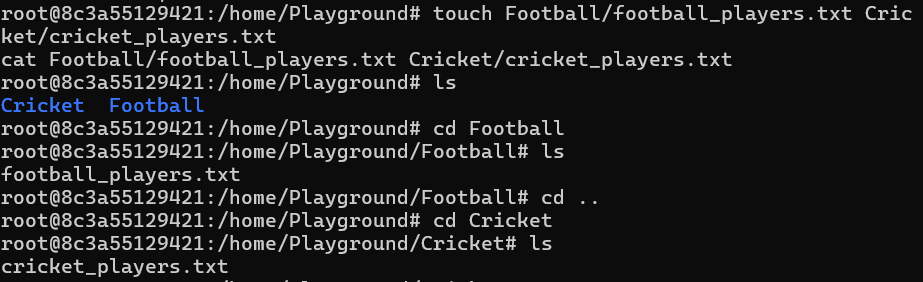 root@8c3a55129421:/home/Playground# touch Football/football_players.txt Cric
ket/cricket_players.txt
cat Football/football_players.txt Cricket/cricket_players.txt
root@8c3a55129421:/home/Playground# ls
Cricket  Football
root@8c3a55129421:/home/Playground# cd Football
root@8c3a55129421:/home/Playground/Football# ls
football_players.txt
root@8c3a55129421:/home/Playground/Football# cd ..
root@8c3a55129421:/home/Playground# cd Cricket
root@8c3a55129421:/home/Playground/Cricket# ls
cricket_players.txt